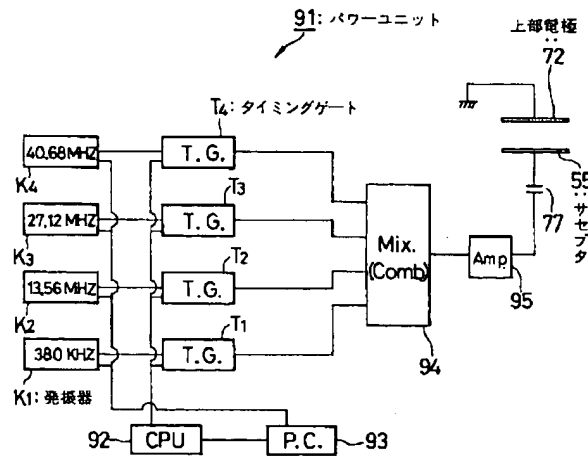 91: パワーユニット
上部電極
:
72
T4: タイミングゲート
40.68MHZ
T.G.
K4
T3
27,12 MHZ
T.G.
K3
T2
13,56 MHZ
T.G.
K2
T1
380 KHZ
T.G.
K1: 発振器
Mix.
(Comb)
94
Amp.
95
77
55: サセプタ
92
CPU
P.C.
93